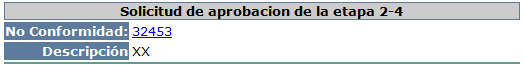 Solicitud de aprobacion de la etapa 2-4
No Conformidad: 32453
Descripción XX